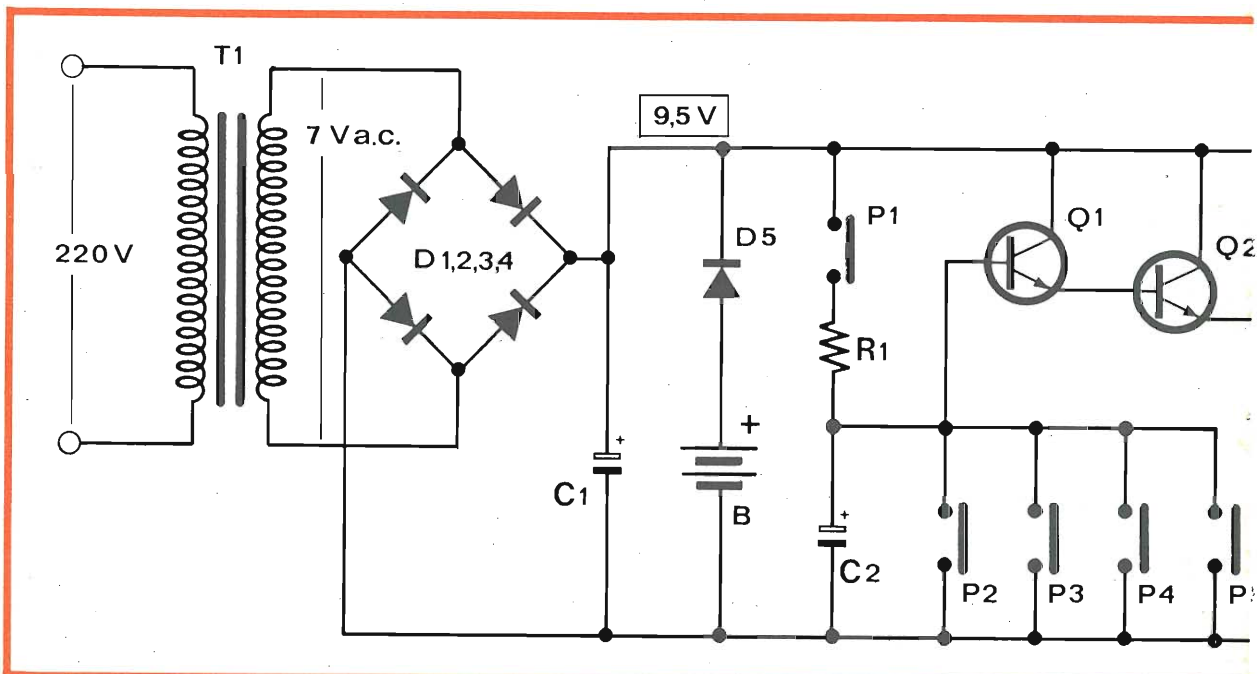 T1
220 V
7 V a.c.
D 1,2,3,4
9,5 V
C1
+
D5
+
B
P1
R1
+
C2
Q1
Q2
P2
P3
P4